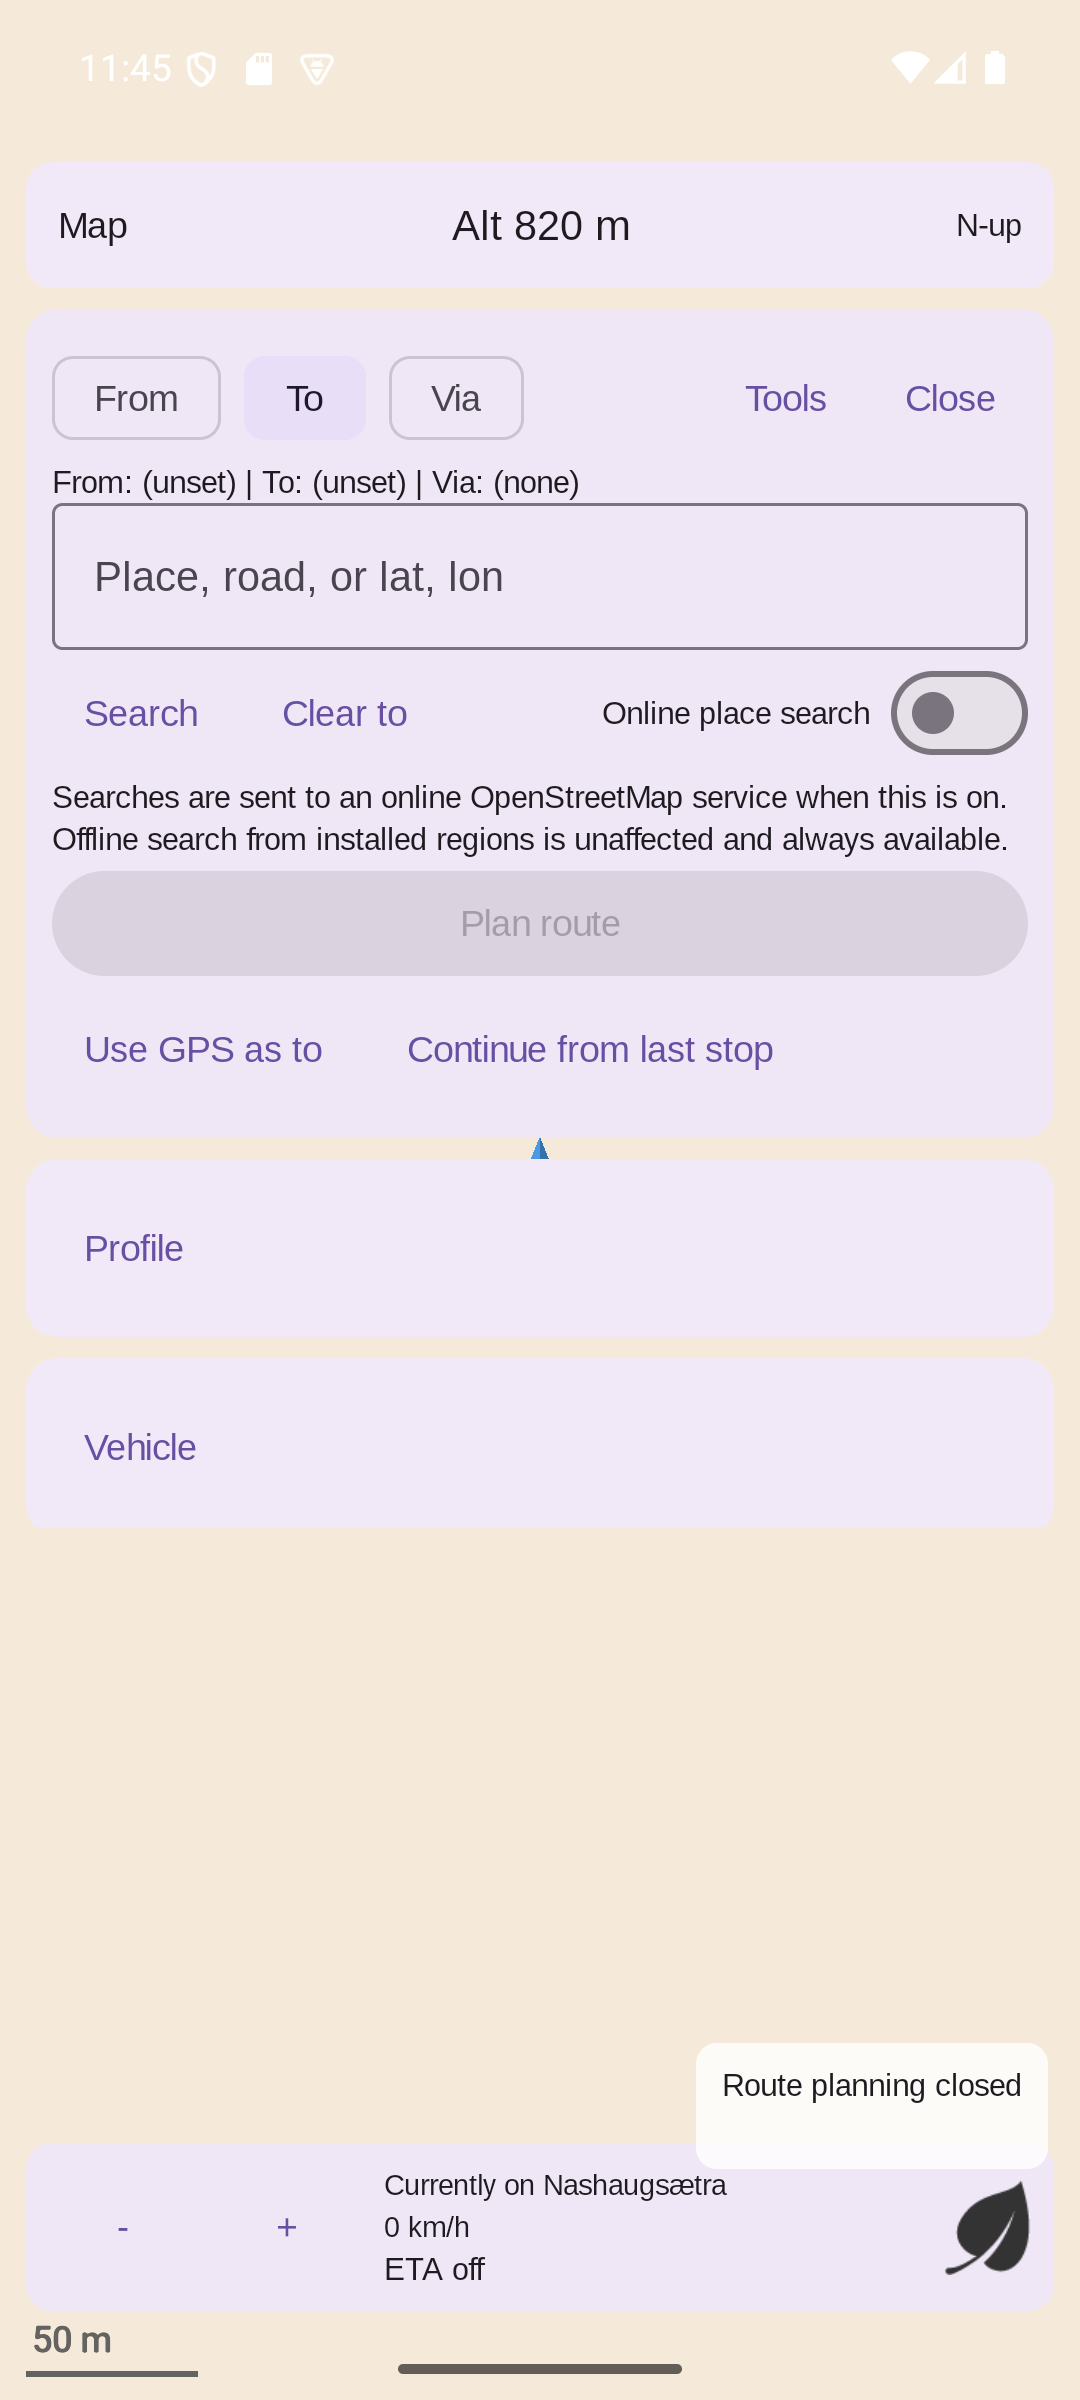 11:45
Map
Alt 820 m
N-up
From
To
Via
Tools
Close
From: (unset) | To: (unset) | Via: (none)
Place, road, or lat, lon
Search
Clear to
Online place search
Searches are sent to an online OpenStreetMap service when this is on.
Offline search from installed regions is unaffected and always available.
Plan route
Use GPS as to
Continue from last stop
Profile
Vehicle
Route planning closed
Currently on Nashaugsætra
-
+
0 km/h
ETA off
50 m